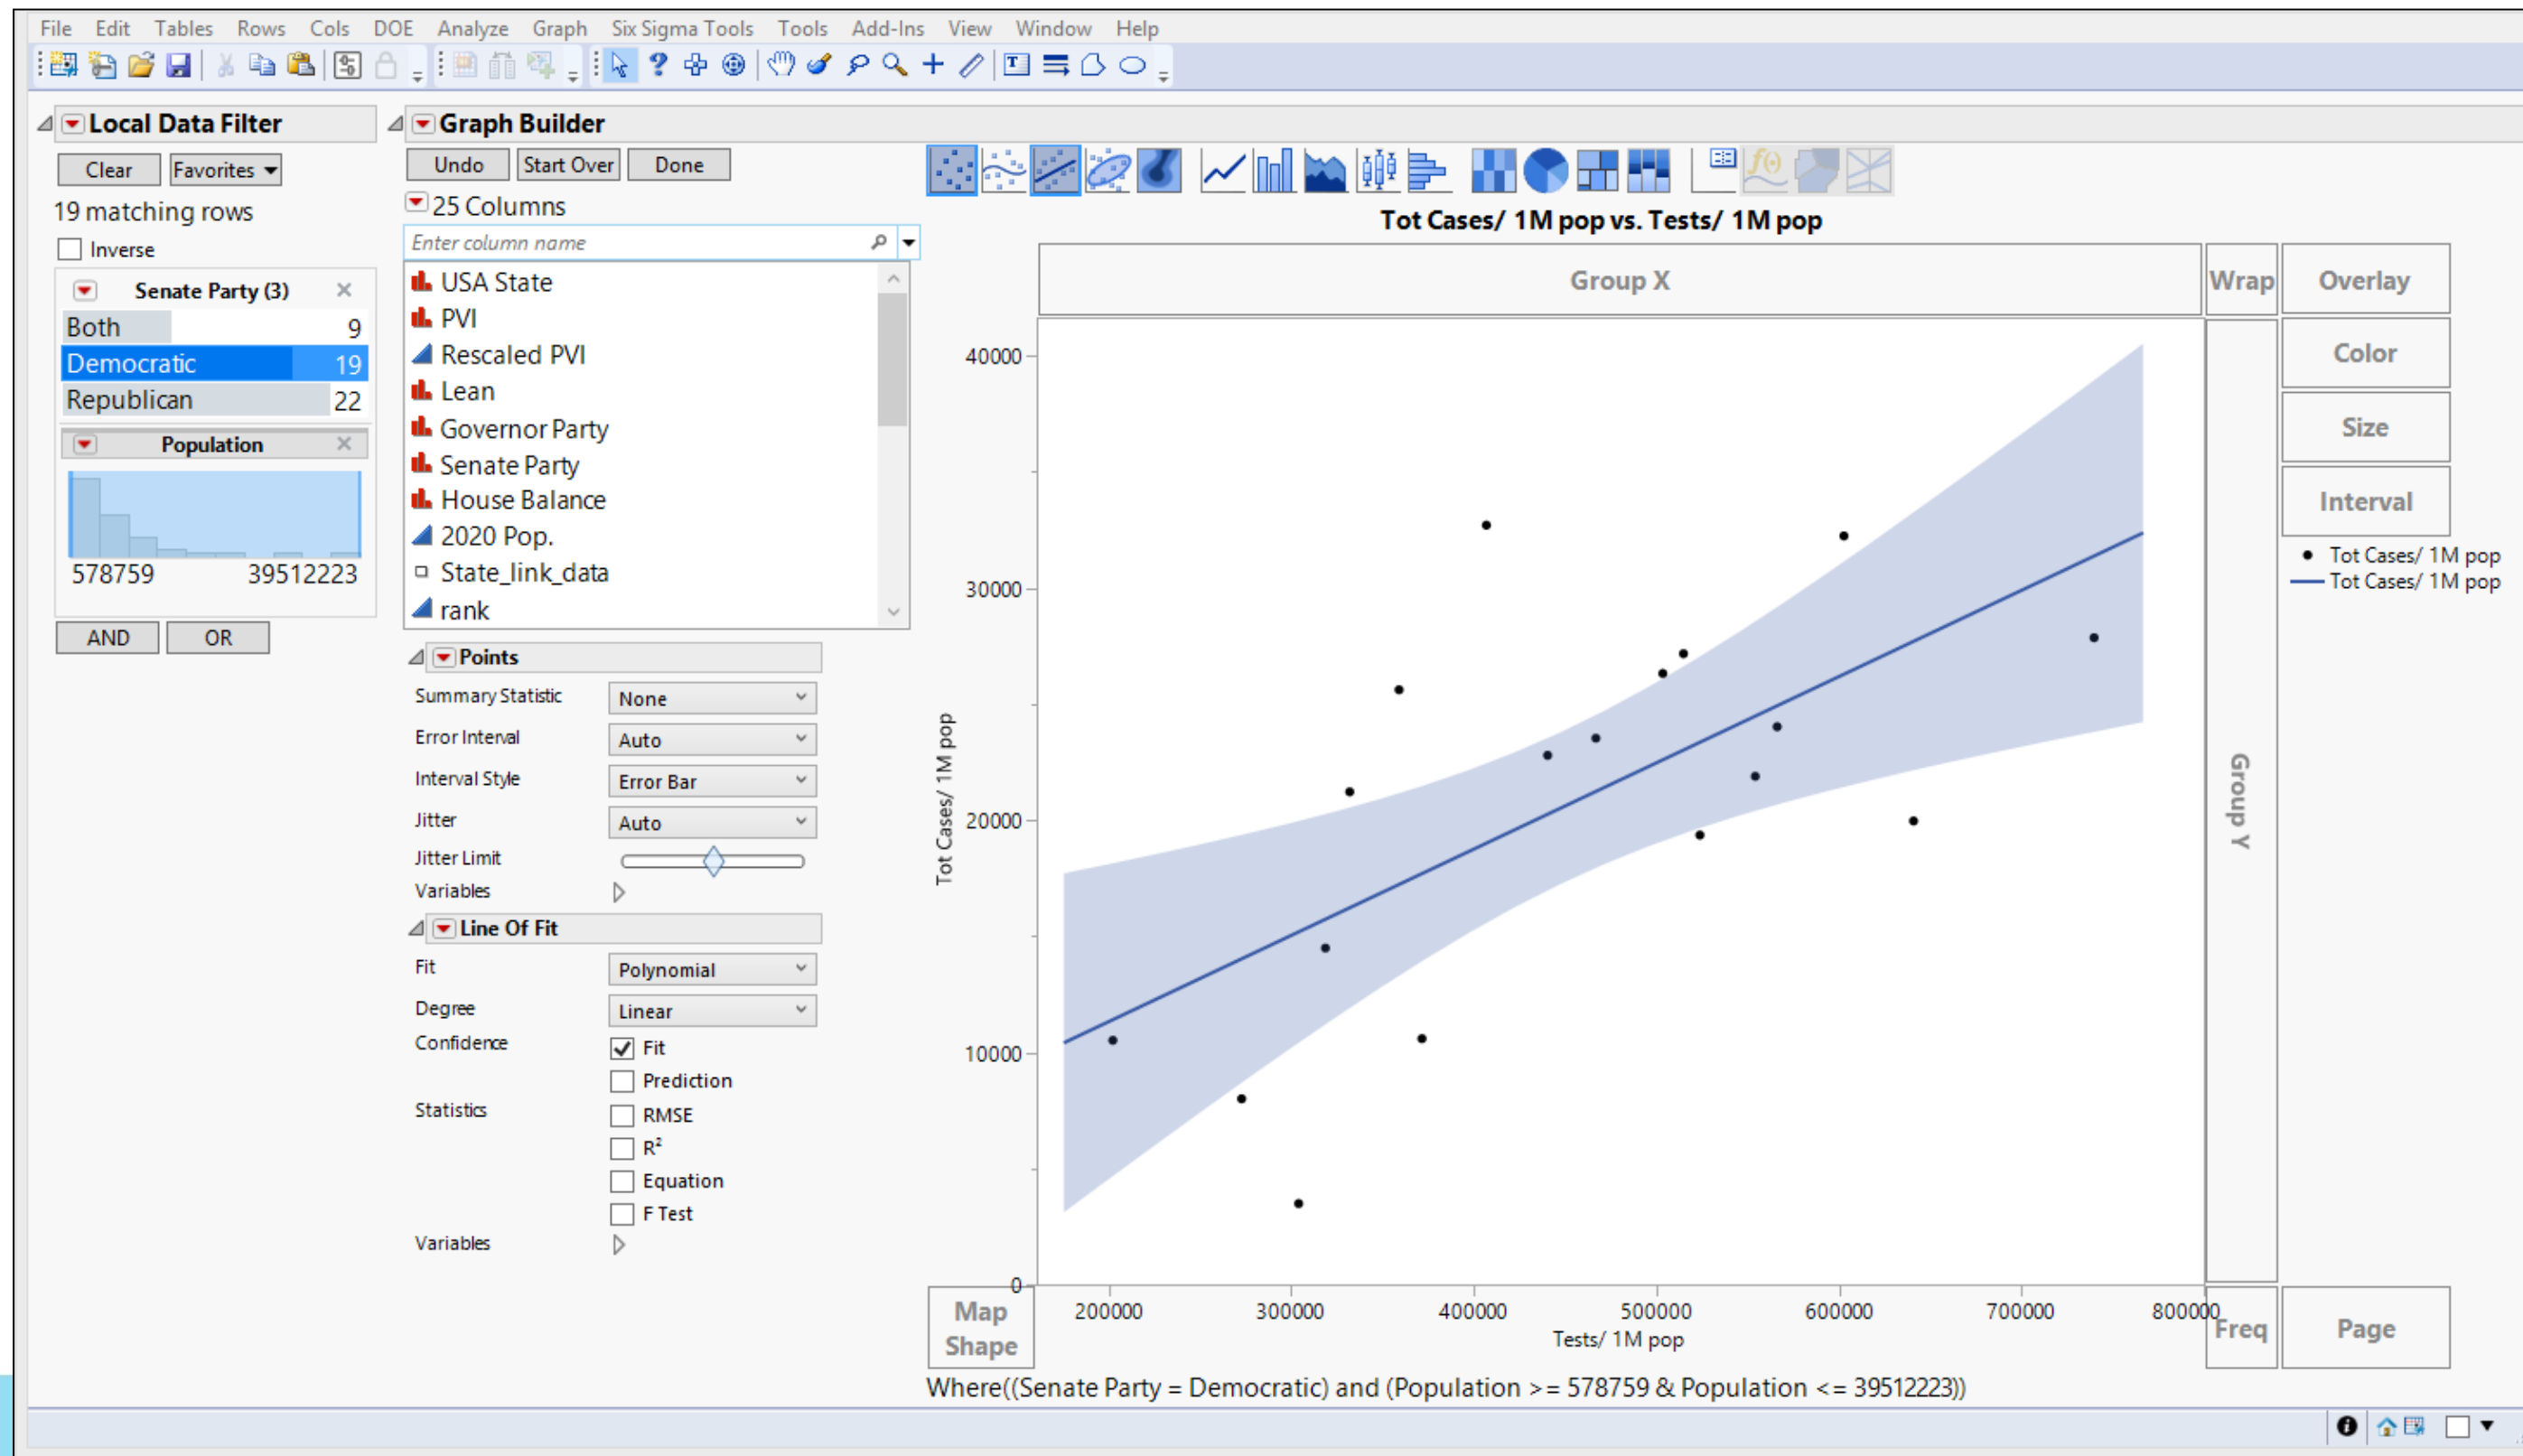 File Edit Tables Rows Cols DOE Analyze Graph Six Sigma Tools Tools Add-Ins View Window Help
Local Data Filter
Clear Favorites
19 matching rows
Inverse
Senate Party (3)
Both 9
Democratic 19
Republican 22
Population
578759 39512223
AND OR
Graph Builder
Undo Start Over Done
25 Columns
Enter column name
USA State
PVI
Rescaled PVI
Lean
Governor Party
Senate Party
House Balance
2020 Pop.
State_link_data
rank
Points
Summary Statistic None
Error Interval Auto
Interval Style Error Bar
Jitter Auto
Jitter Limit
Variables
Line Of Fit
Fit Polynomial
Degree Linear
Confidence Fit
Prediction
Statistics RMSE
R²
Equation
F Test
Variables
Tot Cases/ 1M pop vs. Tests/ 1M pop
Group X
Wrap
Overlay
Color
Size
Interval
Tot Cases/ 1M pop
Tot Cases/ 1M pop
Group Y
Tot Cases/ 1M pop
40000
30000
20000
10000
0
200000 300000 400000 500000 600000 700000 800000
Tests/ 1M pop
Map
Shape
Freq
Page
Where((Senate Party = Democratic) and (Population >= 578759 & Population <= 39512223))